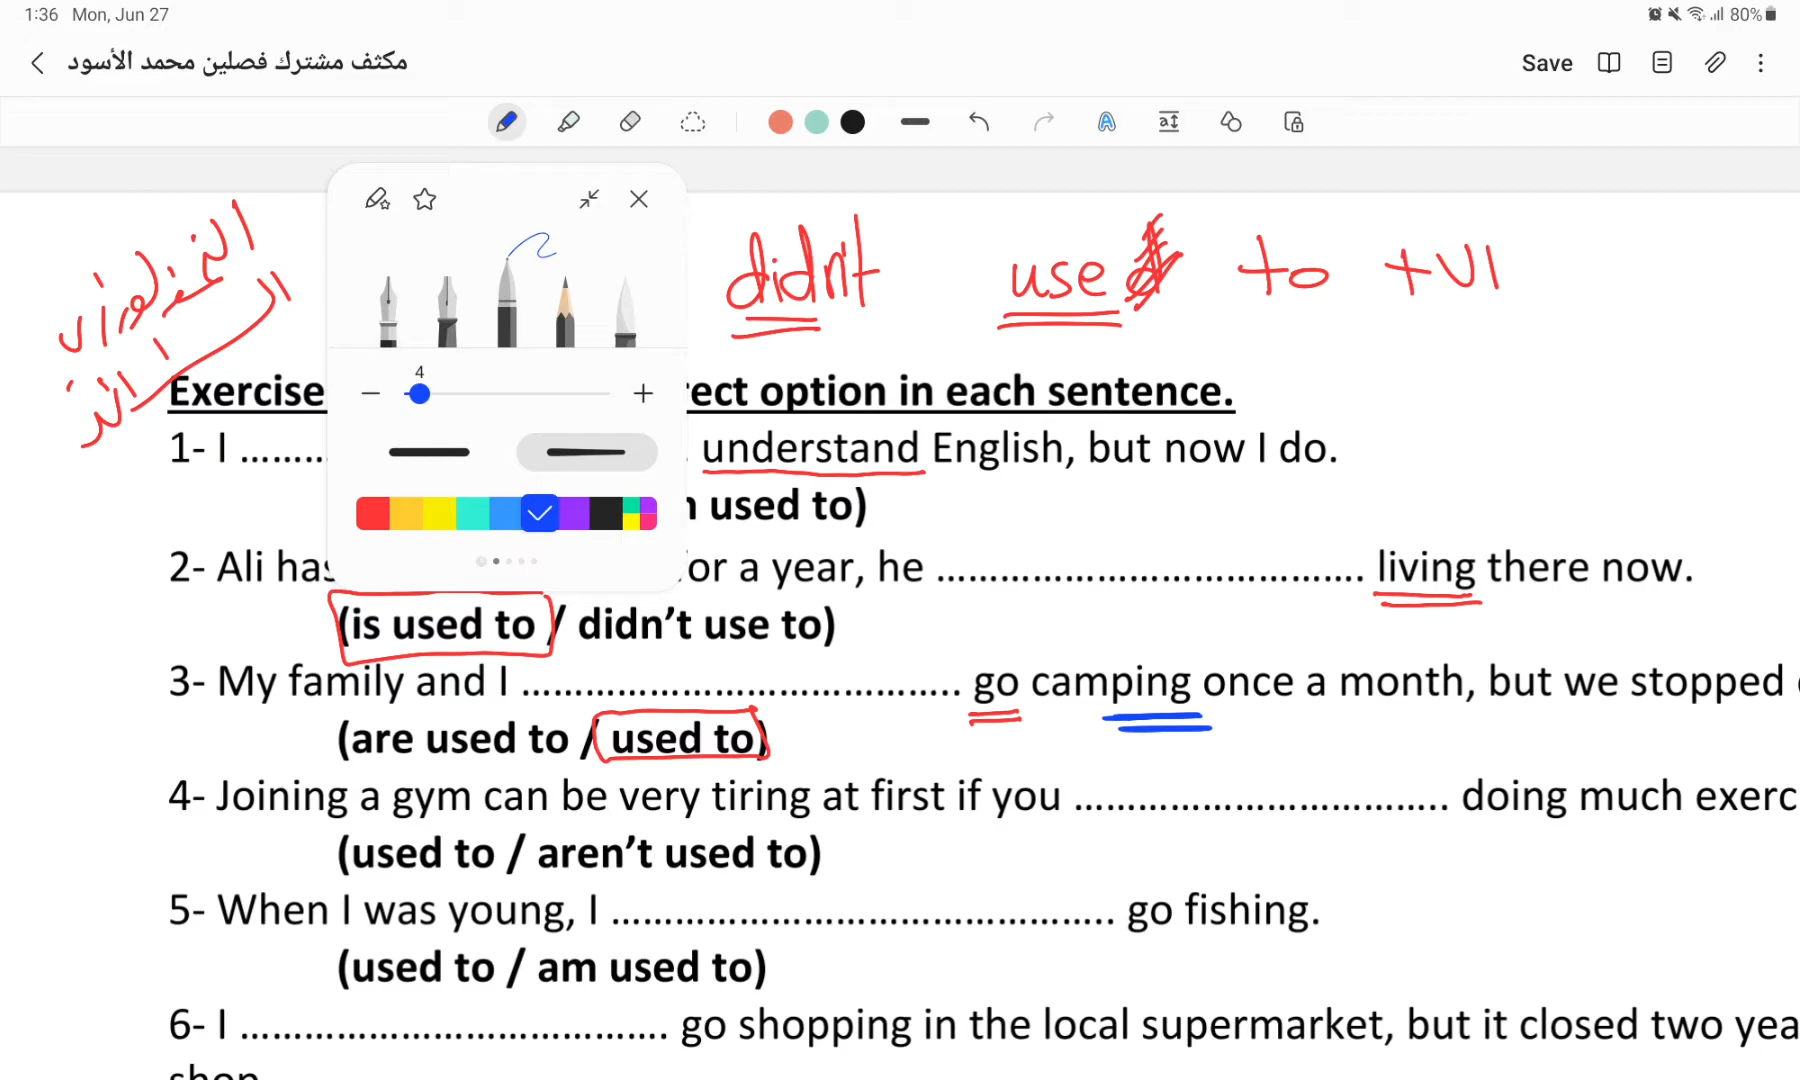 1:36 Mon, Jun 27
80%
مكثف مشترك فصلين محمد الأسود
Save
didn't use to +V1
4
Exercise rect option in each sentence.
1- I ......... understand English, but now I do.
used to)
2- Ali has for a year, he ........................................ living there now.
(is used to / didn’t use to)
3- My family and I ........................................... go camping once a month, but we stopped
(are used to / used to)
4- Joining a gym can be very tiring at first if you .................................... doing much exerc
(used to / aren’t used to)
5- When I was young, I ................................................ go fishing.
(used to / am used to)
6- I ........................................ go shopping in the local supermarket, but it closed two yea
shop